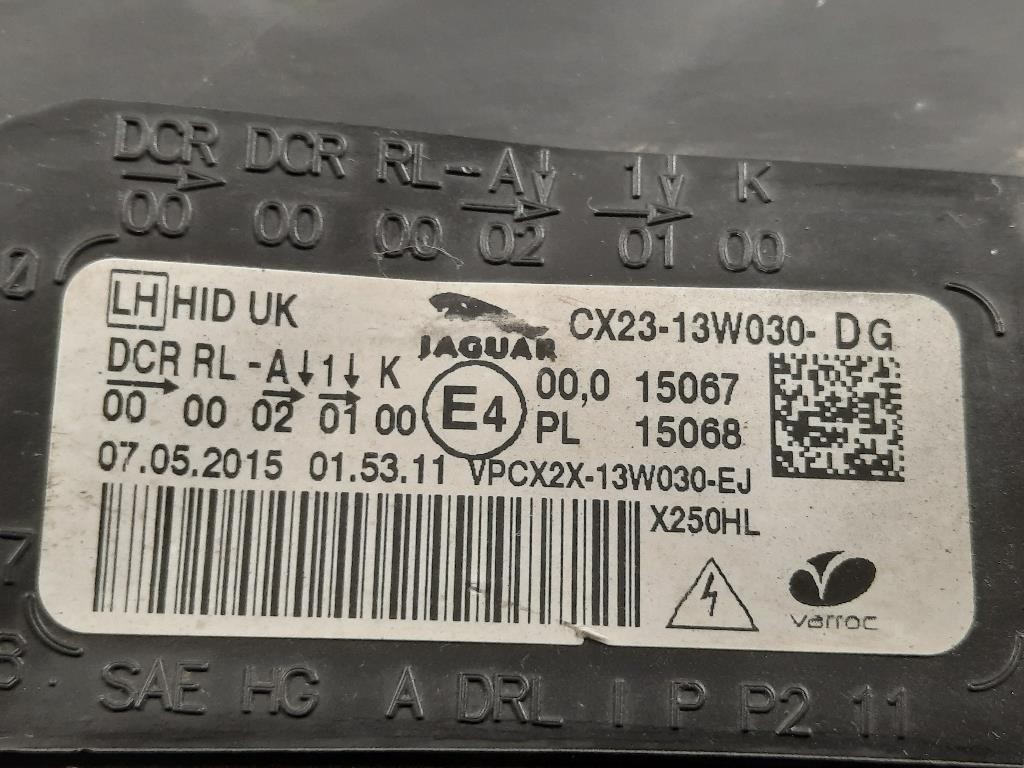 DCR DCR RL-A↓ 1↓ K
00 00 00 02 01 00
LH HID UK
JAGUAR
CX23-13W030- DG
DCR RL -A↓1↓ K
00 00 02 01 00
E4
00,0 15067
PL 15068
07.05.2015 01.53.11 VPCX2X-13W030-EJ
X250HL
varroc
SAE HG A DRL I P P2 11